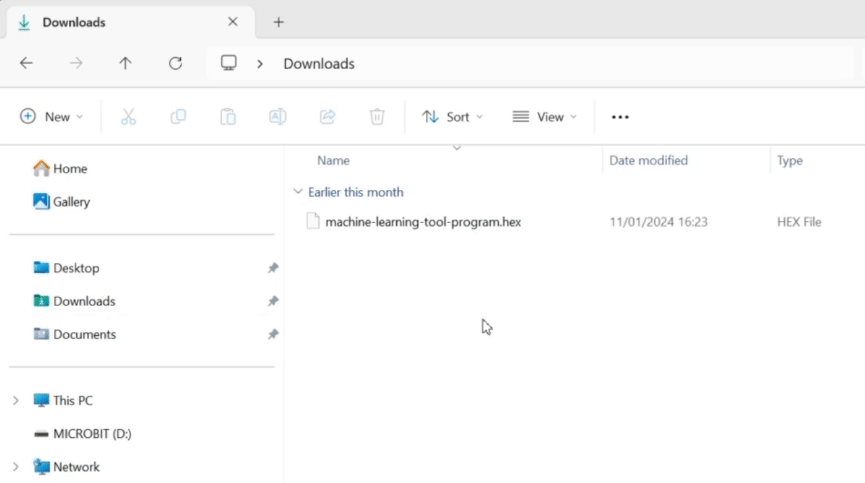 Downloads
Downloads
New Sort View
Name Date modified Type
Earlier this month
machine-learning-tool-program.hex 11/01/2024 16:23 HEX File
Home
Gallery
Desktop
Downloads
Documents
This PC
MICROBIT (D:)
Network